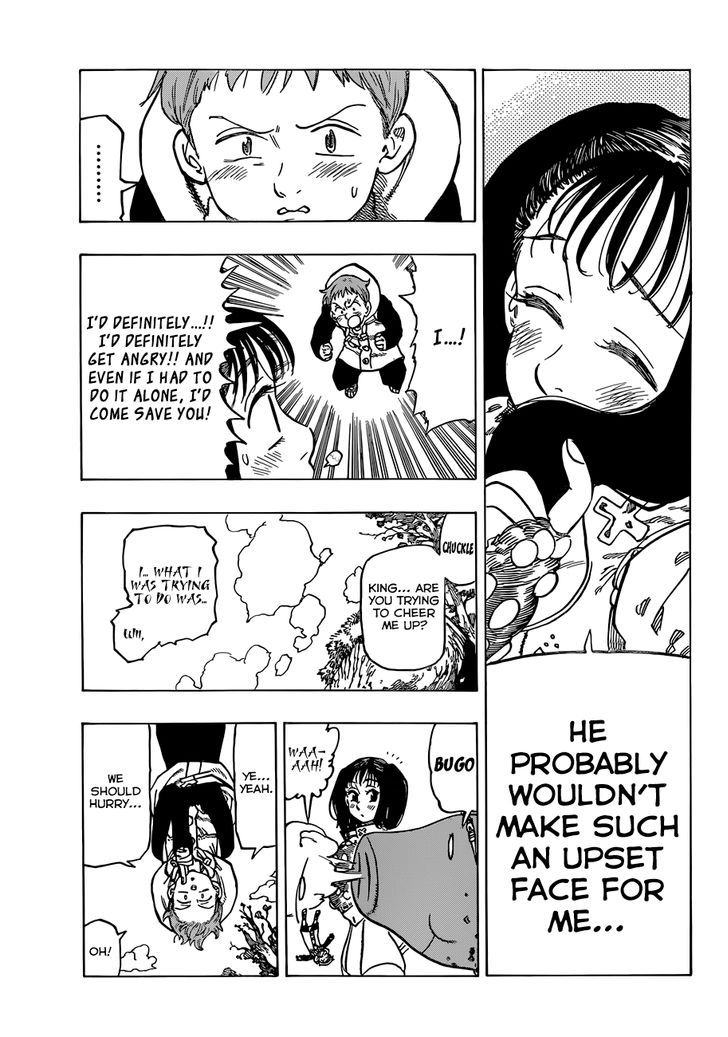 HE
PROBABLY
WOULDN'T
MAKE SUCH
AN UPSET
FACE FOR
ME...
........
I...!
I'D DEFINITELY...!!
I'D DEFINITELY
GET ANGRY!! AND
EVEN IF I HAD TO
DO IT ALONE, I'D
COME SAVE YOU!
CHUCKLE
KING... ARE
YOU TRYING
TO CHEER
ME UP?
I... WHAT I
WAS TRYING
TO DO WAS..
UM,
BUGO
WAA-
AAH!
YE...
YEAH.
WE
SHOULD
HURRY...
OH!